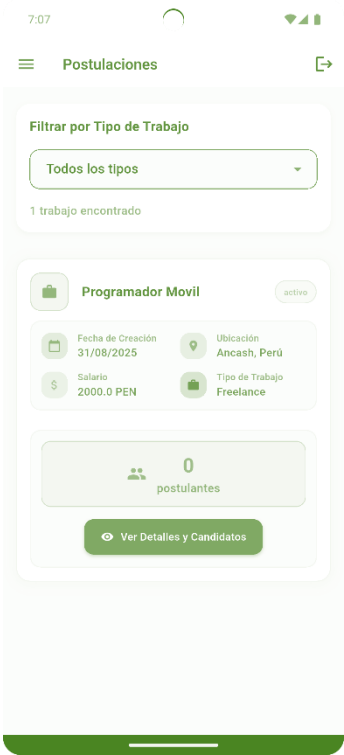 7:07
Postulaciones
Filtrar por Tipo de Trabajo
Todos los tipos
1 trabajo encontrado
Programador Movil
activo
Fecha de Creación
31/08/2025
Ubicación
Ancash, Perú
$
Salario
2000.0 PEN
Tipo de Trabajo
Freelance
0
postulantes
Ver Detalles y Candidatos